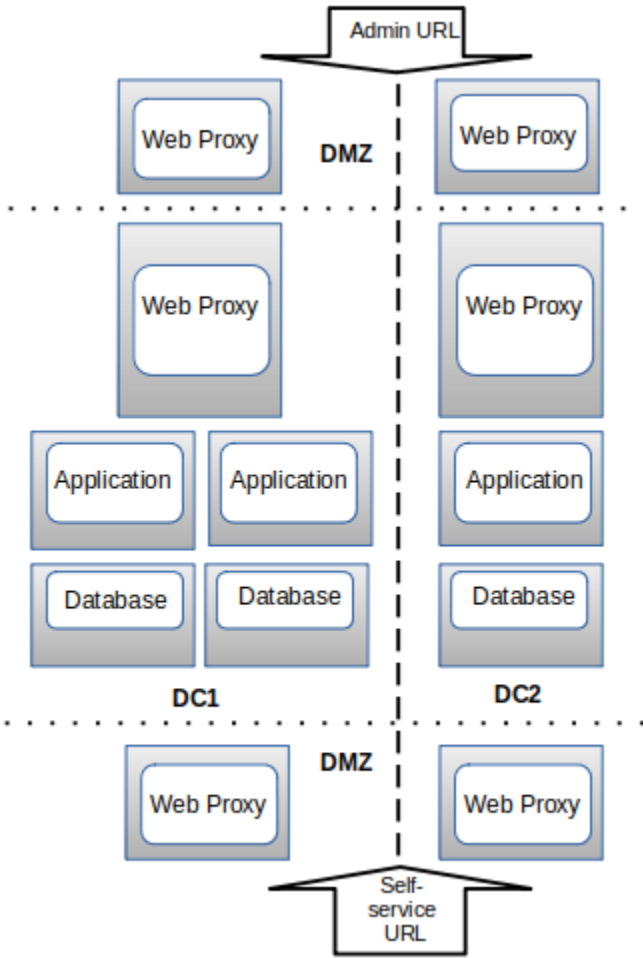 Admin URL
Web Proxy
DMZ
Web Proxy
Web Proxy
Web Proxy
Application
Application
Application
Database
Database
Database
DC1
DC2
DMZ
Web Proxy
Web Proxy
Self-
service
URL